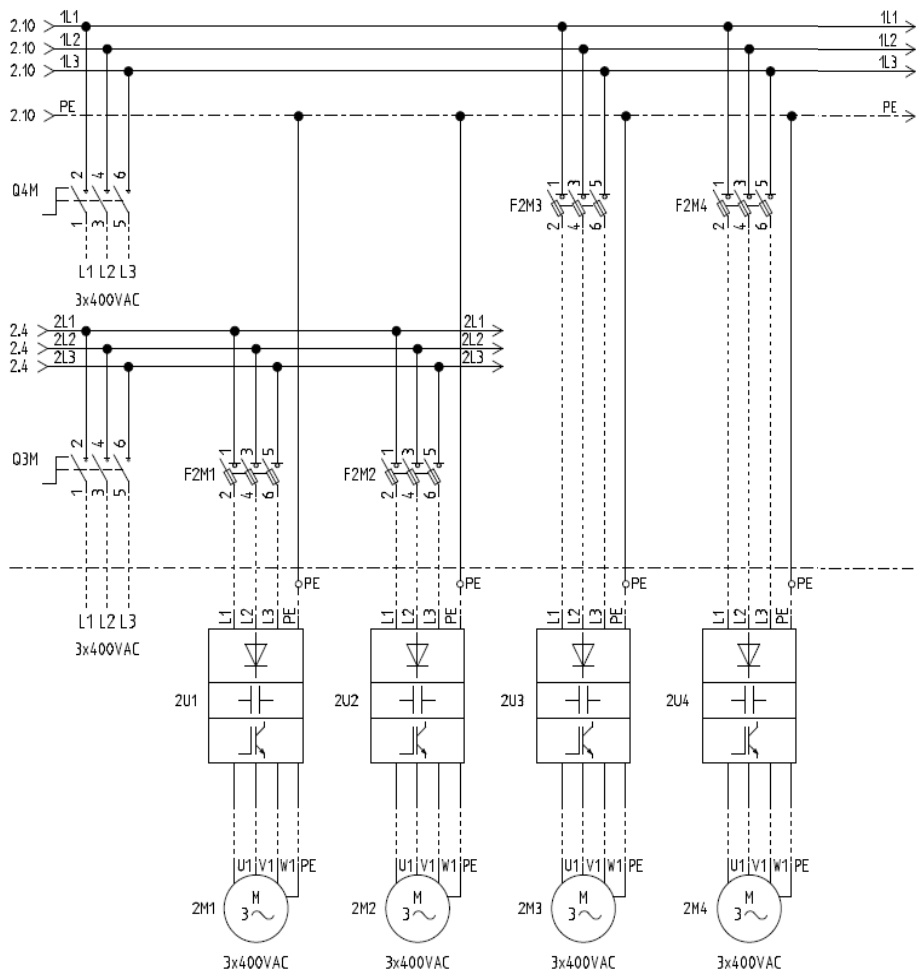 2.10 1L1 1L1
2.10 1L2 1L2
2.10 1L3 1L3
2.10 PE PE
Q4M 2 4 6
1 3 5
L1 L2 L3
3x400VAC
F2M3 1 3 5
2 4 6
F2M4 1 3 5
2 4 6
2.4 2L1 2L1
2.4 2L2 2L2
2.4 2L3 2L3
Q3M 2 4 6
1 3 5
F2M1 1 3 5
2 4 6
F2M2 1 3 5
2 4 6
PE PE PE PE
L1 L2 L3
3x400VAC
L1 L2 L3 PE L1 L2 L3 PE L1 L2 L3 PE L1 L2 L3 PE
2U1 2U2 2U3 2U4
U1 V1 W1 PE U1 V1 W1 PE U1 V1 W1 PE U1 V1 W1 PE
M M M M
2M1 3 2M2 3 2M3 3 2M4 3
3x400VAC 3x400VAC 3x400VAC 3x400VAC